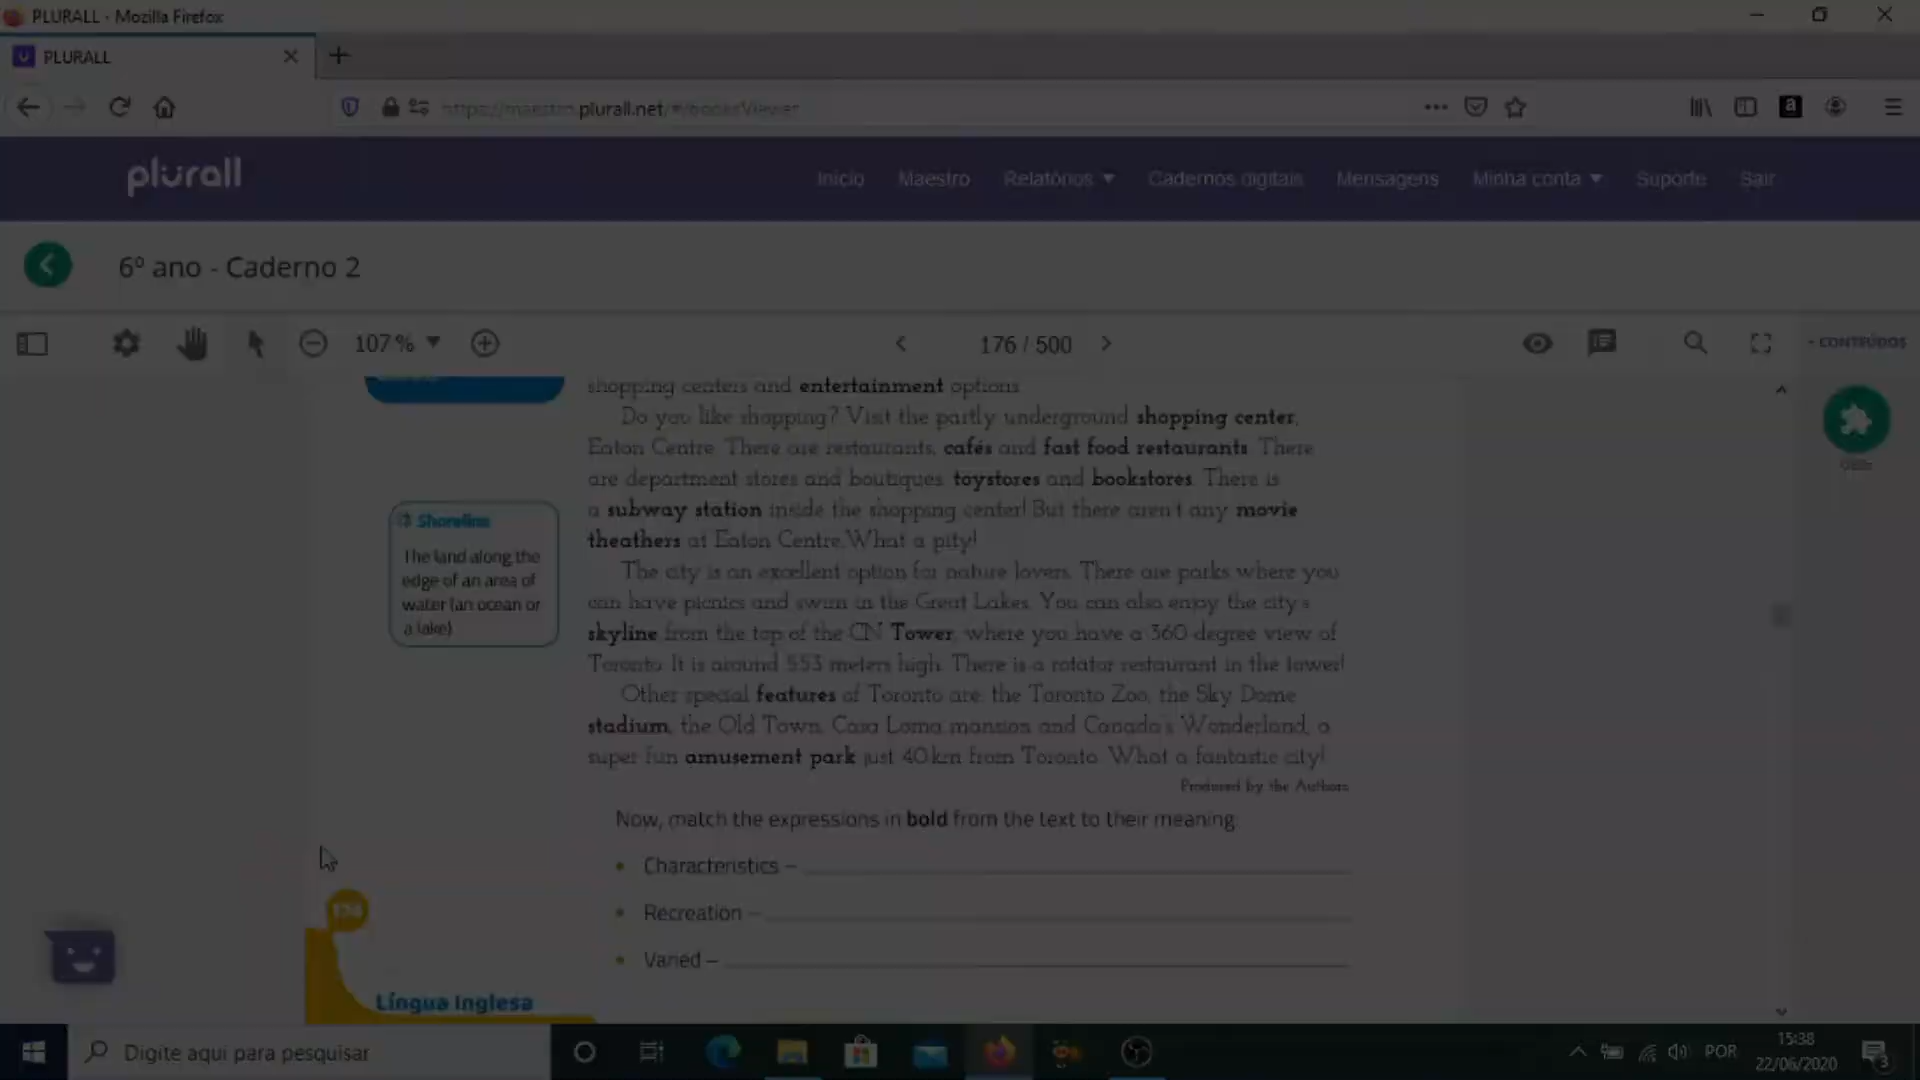 PLURALL - Mozilla Firefox
PLURALL
https://maestro.plurall.net/#/booksViewer
plurall
Início Maestro Relatórios Cadernos digitais Mensagens Minha conta Suporte Sair
6º ano - Caderno 2
107% 176 / 500 - CONTEÚDOS
shopping centers and entertainment options.
Do you like shopping? Visit the partly underground shopping center,
Eaton Centre. There are restaurants, cafés and fast food restaurants. There
are department stores and boutiques, toystores and bookstores. There is
a subway station inside the shopping center! But there aren't any movie
theathers at Eaton Centre.What a pity!
The city is an excellent option for nature lovers. There are parks where you
can have picnics and swim in the Great Lakes. You can also enjoy the city's
skyline from the top of the CN Tower, where you have a 360 degree view of
Toronto. It is around 553 meters high. There is a rotator restaurant in the tower!
Other special features of Toronto are: the Toronto Zoo, the Sky Dome
stadium, the Old Town, Casa Loma mansion and Canada's Wonderland, a
super fun amusement park just 40 km from Toronto. What a fantastic city!
Produced by the Authors.
Shoreline
The land along the
edge of an area of
water (an ocean or
a lake)
Now, match the expressions in bold from the text to their meaning.
• Characteristics –
• Recreation –
• Varied –
Língua Inglesa
Digite aqui para pesquisar
POR
15:38
22/06/2020
3